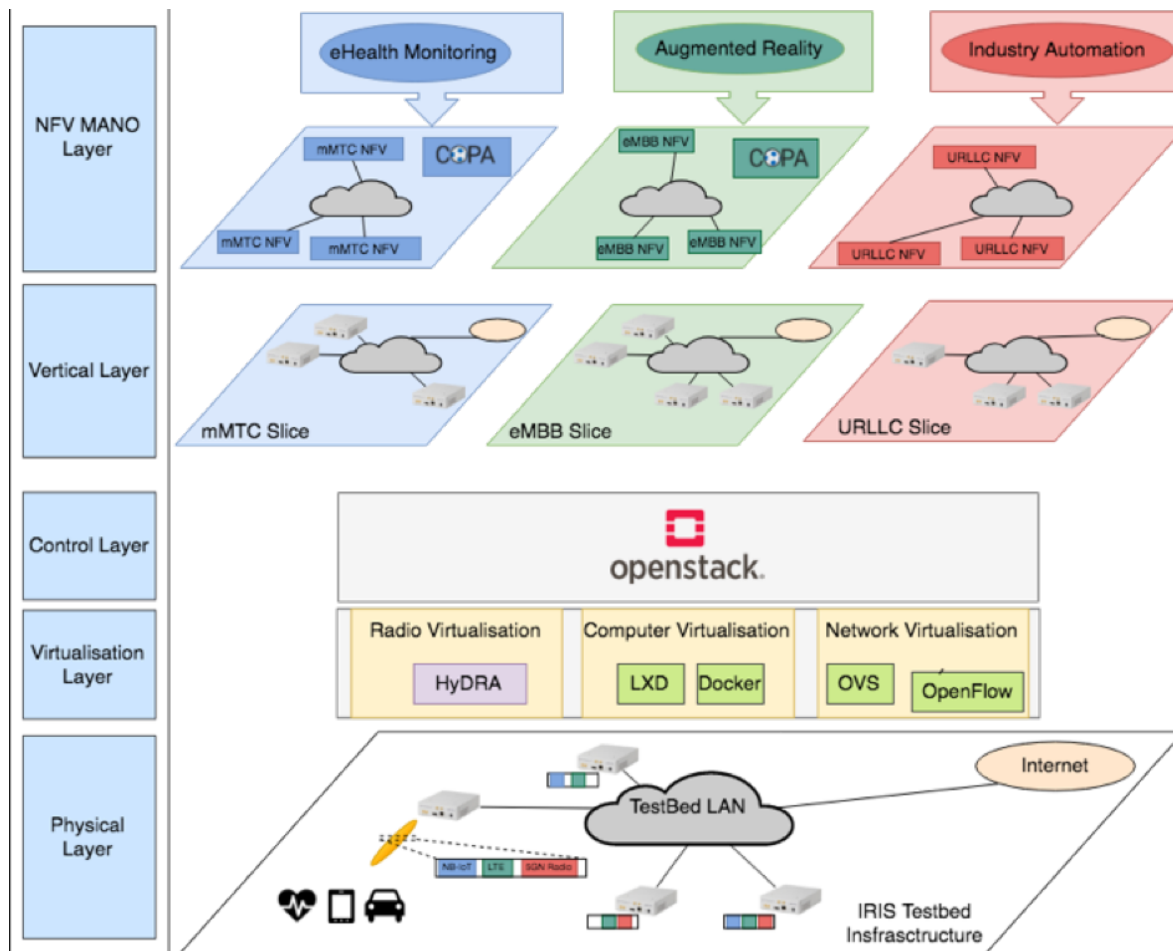 eHealth Monitoring
Augmented Reality
Industry Automation
NFV MANO
Layer
mMTC NFV
COPA
mMTC NFV
mMTC NFV
eMBB NFV
COPA
eMBB NFV
eMBB NFV
URLLC NFV
URLLC NFV
URLLC NFV
Vertical Layer
mMTC Slice
eMBB Slice
URLLC Slice
Control Layer
openstack.
Virtualisation
Layer
Radio Virtualisation
HyDRA
Computer Virtualisation
LXD
Docker
Network Virtualisation
OVS
OpenFlow
Physical
Layer
Internet
TestBed LAN
NB-IoT
LTE
5GN Radio
IRIS Testbed
Insfrasctructure